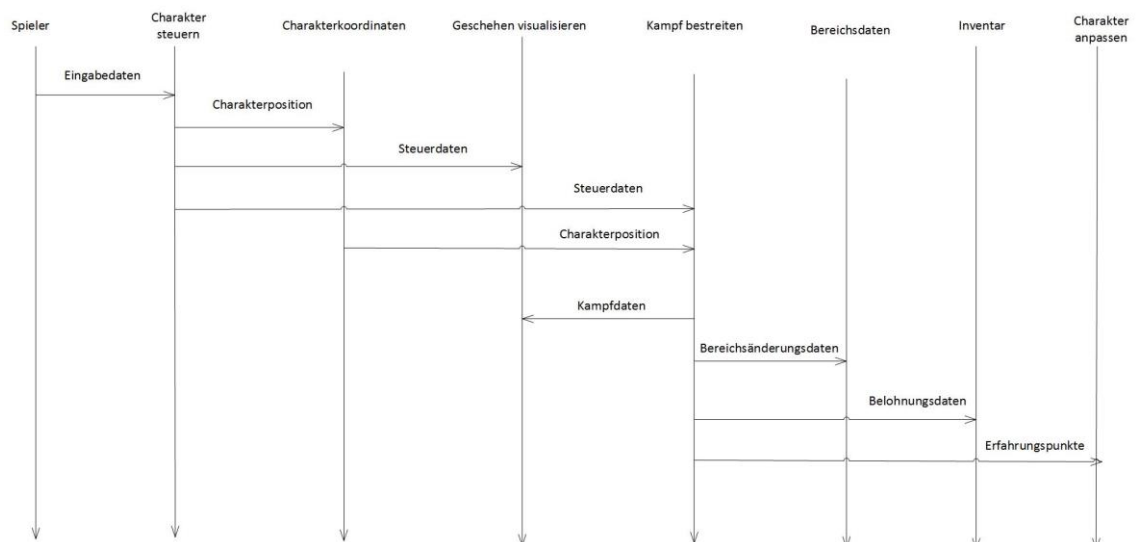 Spieler
Charakter
steuern
Charakterkoordinaten
Geschehen visualisieren
Kampf bestreiten
Bereichsdaten
Inventar
Charakter
anpassen
Eingabedaten
Charakterposition
Steuerdaten
Steuerdaten
Charakterposition
Kampfdaten
Bereichsänderungsdaten
Belohnungsdaten
Erfahrungspunkte